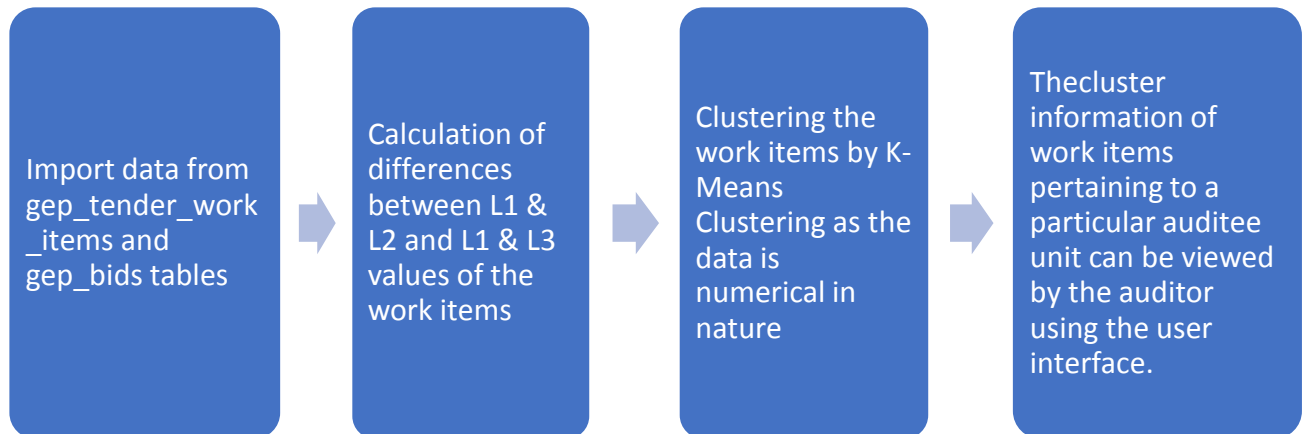 Import data from
gep_tender_work
_items and
gep_bids tables
Calculation of
differences
between L1 &
L2 and L1 & L3
values of the
work items
Clustering the
work items by K-
Means
Clustering as the
data is
numerical in
nature
Thecluster
information of
work items
pertaining to a
particular auditee
unit can be viewed
by the auditor
using the user
interface.